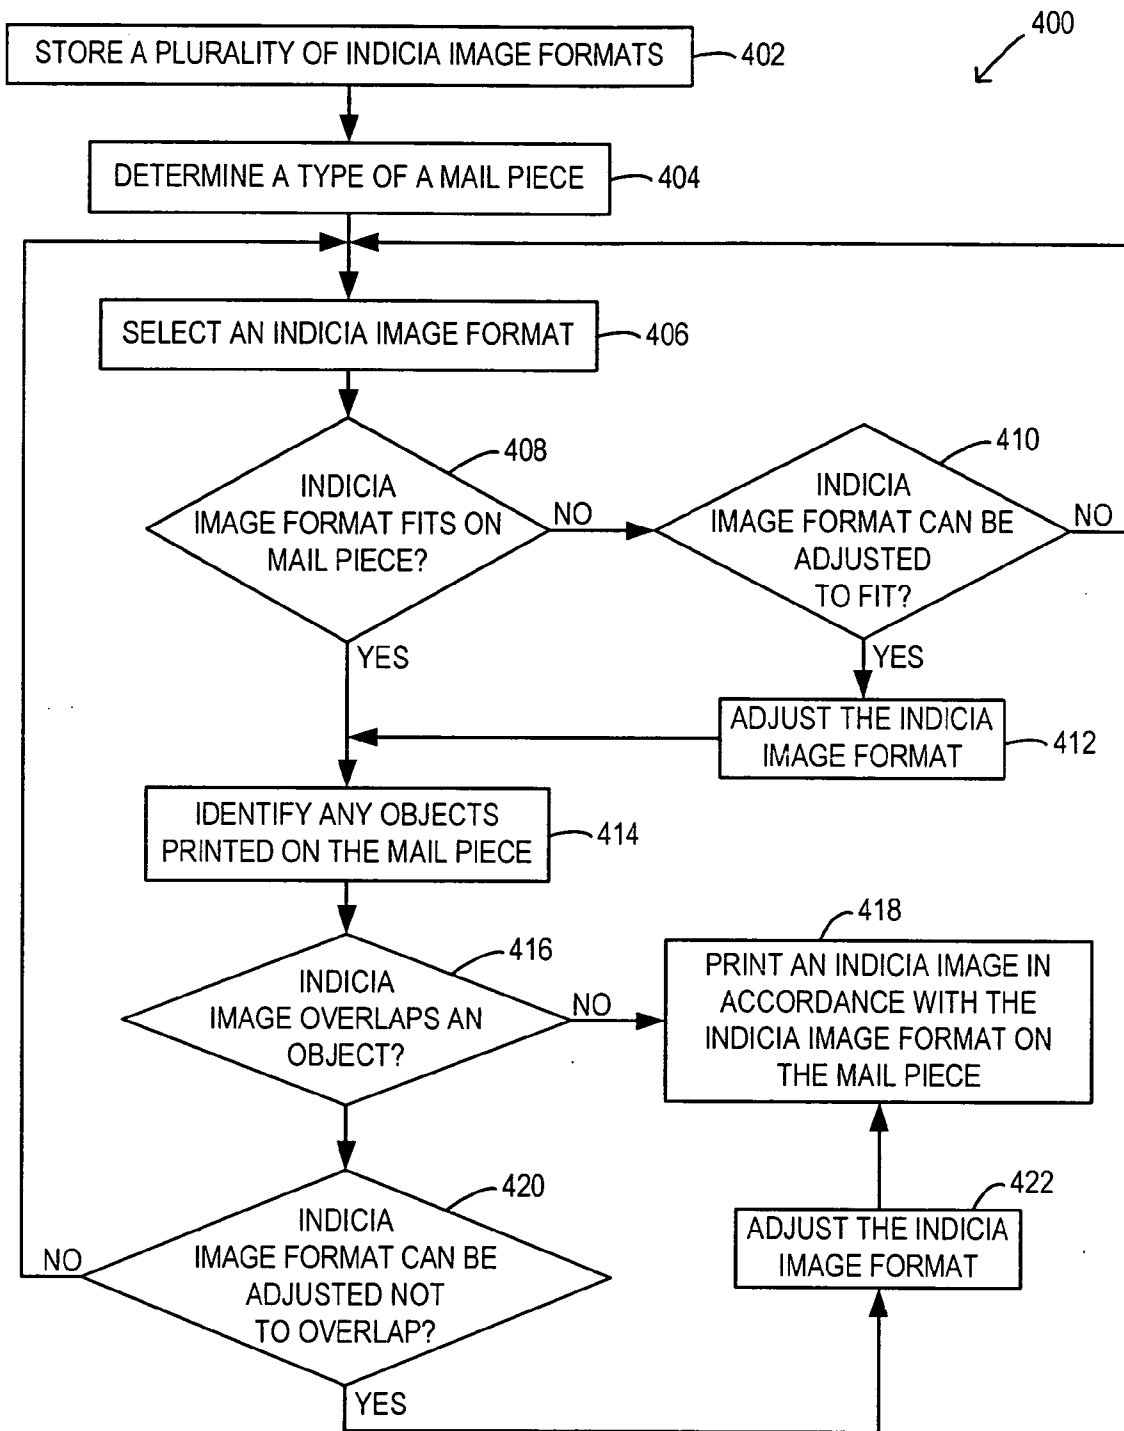 400
STORE A PLURALITY OF INDICIA IMAGE FORMATS
402
DETERMINE A TYPE OF A MAIL PIECE
404
SELECT AN INDICIA IMAGE FORMAT
406
408
INDICIA
IMAGE FORMAT FITS ON
MAIL PIECE?
NO
YES
410
INDICIA
IMAGE FORMAT CAN BE
ADJUSTED
TO FIT?
NO
YES
ADJUST THE INDICIA
IMAGE FORMAT
412
IDENTIFY ANY OBJECTS
PRINTED ON THE MAIL PIECE
414
416
INDICIA
IMAGE OVERLAPS AN
OBJECT?
NO
418
PRINT AN INDICIA IMAGE IN
ACCORDANCE WITH THE
INDICIA IMAGE FORMAT ON
THE MAIL PIECE
420
INDICIA
IMAGE FORMAT CAN BE
ADJUSTED NOT
TO OVERLAP?
NO
YES
422
ADJUST THE INDICIA
IMAGE FORMAT